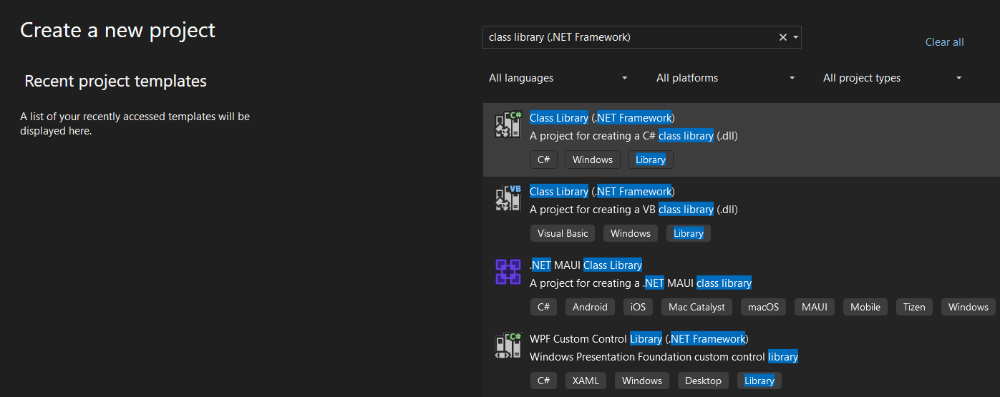 Create a new project
class library (.NET Framework)
Clear all
Recent project templates
A list of your recently accessed templates will be
displayed here.
All languages
All platforms
All project types
C#
Class Library (.NET Framework)
A project for creating a C# class library (.dll)
C# Windows Library
VB
Class Library (.NET Framework)
A project for creating a VB class library (.dll)
Visual Basic Windows Library
.NET MAUI Class Library
A project for creating a .NET MAUI class library
C# Android iOS Mac Catalyst macOS MAUI Mobile Tizen Windows
C#
WPF Custom Control Library (.NET Framework)
Windows Presentation Foundation custom control library
C# XAML Windows Desktop Library